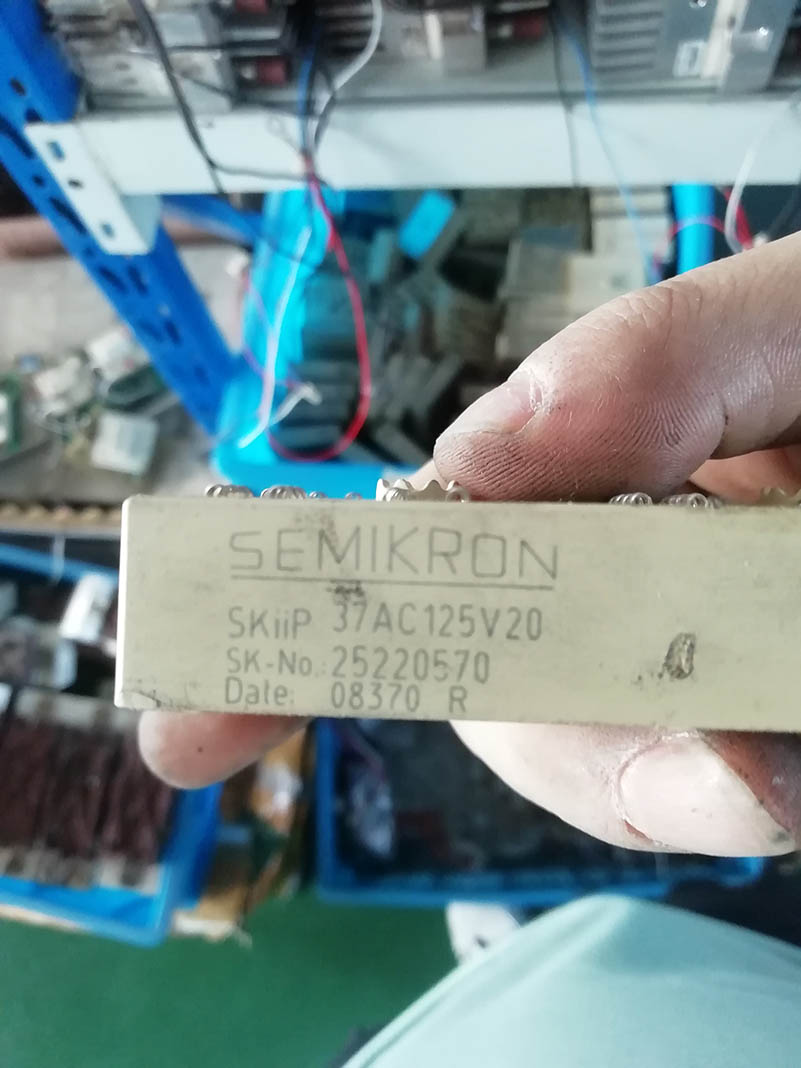 SEMIKRON
SKiiP 37AC125V20
SK-No.: 25220570
Date: 08370 R